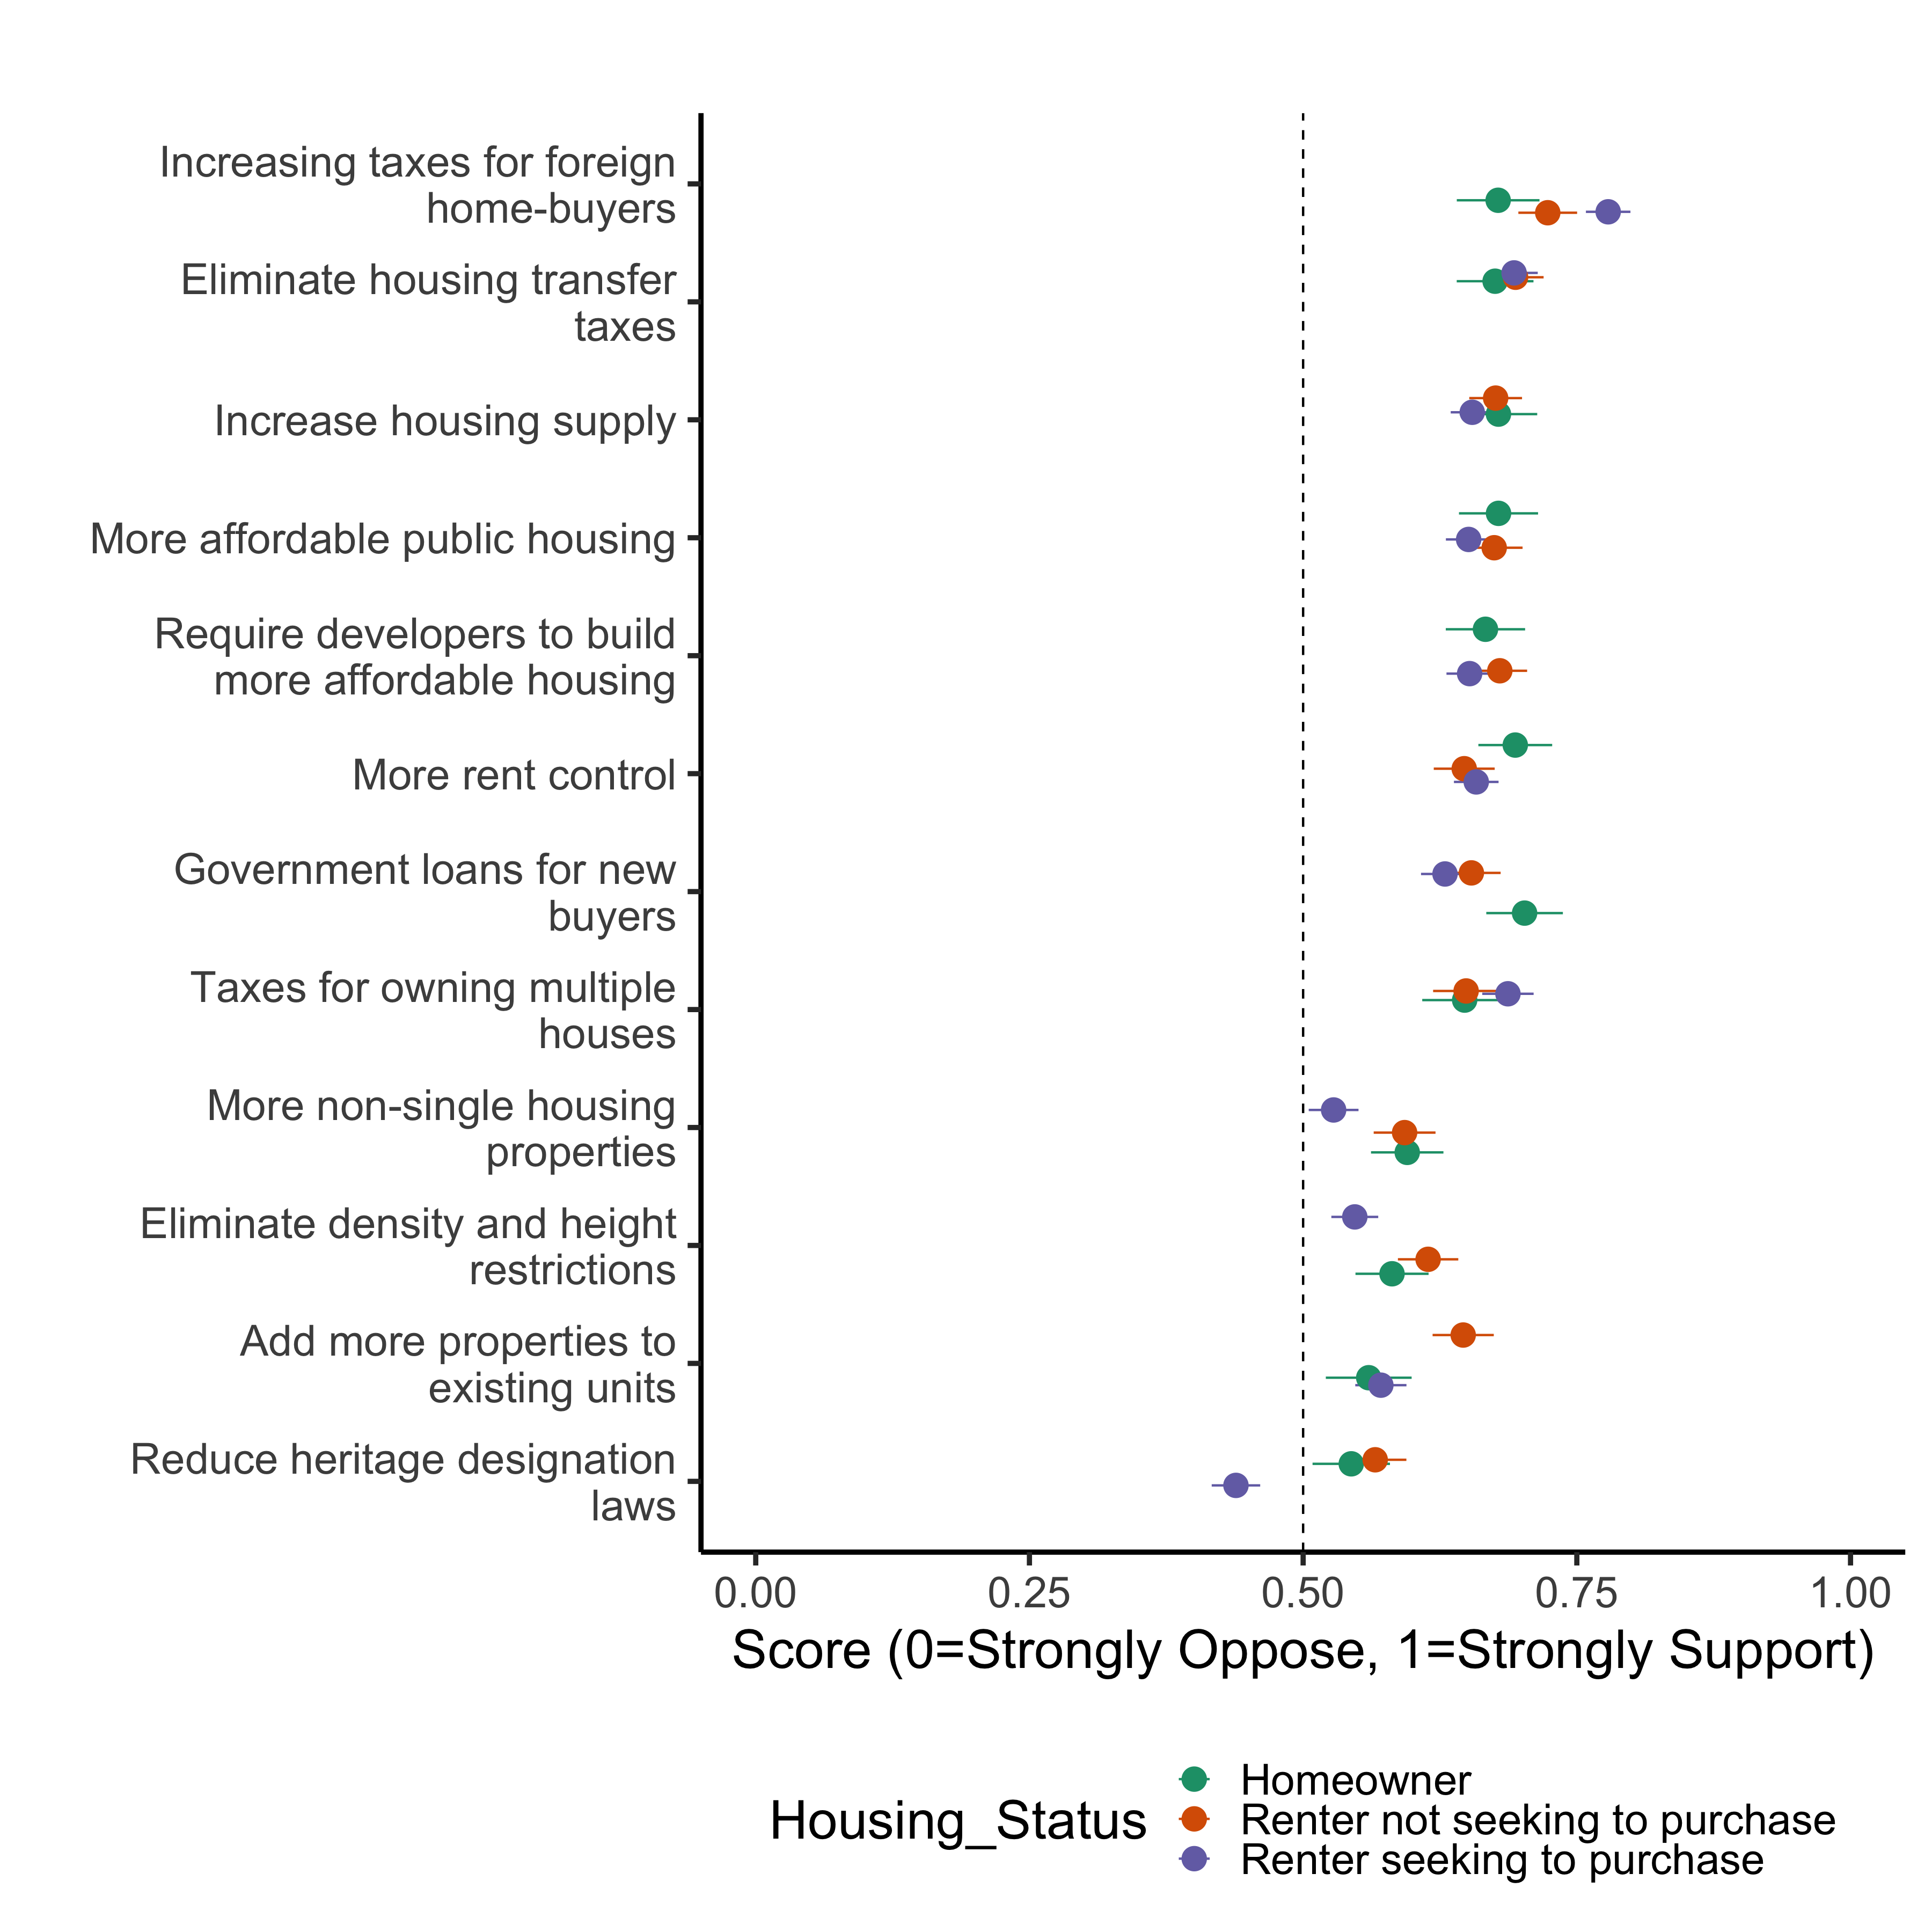 Increasing taxes for foreign
home-buyers
Eliminate housing transfer
taxes
Increase housing supply
More affordable public housing
Require developers to build
more affordable housing
More rent control
Government loans for new
buyers
Taxes for owning multiple
houses
More non-single housing
properties
Eliminate density and height
restrictions
Add more properties to
existing units
Reduce heritage designation
laws
0.00 0.25 0.50 0.75 1.00
Score (0=Strongly Oppose, 1=Strongly Support)
Housing_Status
Homeowner
Renter not seeking to purchase
Renter seeking to purchase